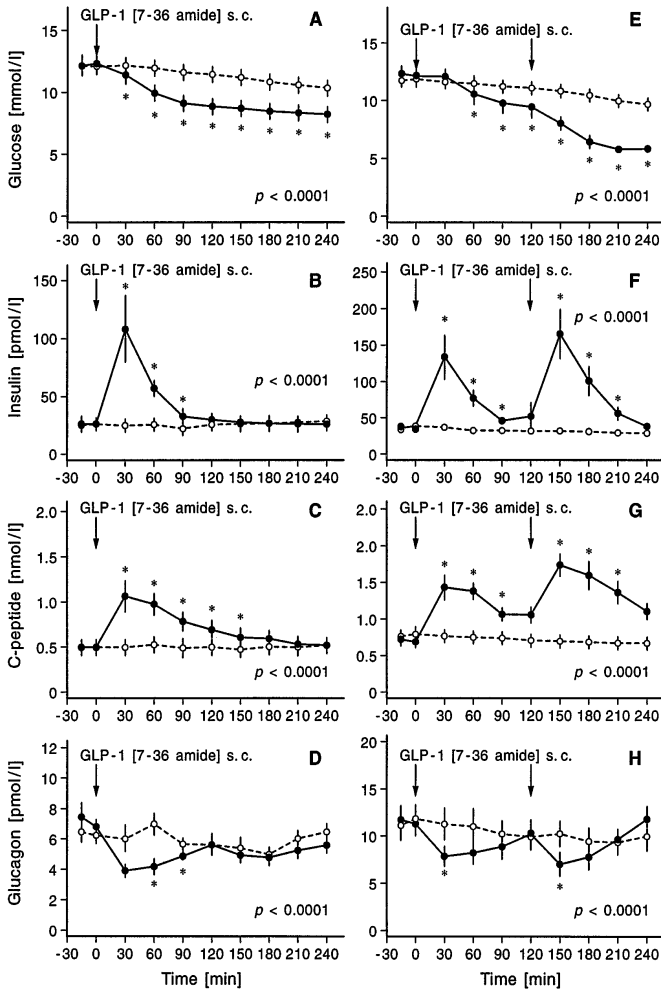 A
GLP-1 [7-36 amide] s.c.
Glucose [mmol/l]
15
10
5
0
p < 0.0001
* * * * * * * *
-30 0 30 60 90 120 150 180 210 240
E
GLP-1 [7-36 amide] s.c.
15
10
5
0
p < 0.0001
* * * * * * *
-30 0 30 60 90 120 150 180 210 240
B
GLP-1 [7-36 amide] s.c.
Insulin [pmol/l]
150
100
50
0
p < 0.0001
* * *
-30 0 30 60 90 120 150 180 210 240
F
GLP-1 [7-36 amide] s.c.
250
200
150
100
50
0
p < 0.0001
* * * * * *
-30 0 30 60 90 120 150 180 210 240
C
GLP-1 [7-36 amide] s.c.
C-peptide [nmol/l]
2.0
1.5
1.0
0.5
0
p < 0.0001
* * * * *
-30 0 30 60 90 120 150 180 210 240
G
GLP-1 [7-36 amide] s.c.
2.0
2.0
1.5
1.0
0.5
0
p < 0.0001
* * * * * *
-30 0 30 60 90 120 150 180 210 240
D
GLP-1 [7-36 amide] s.c.
Glucagon [pmol/l]
12
10
8
6
4
2
0
p < 0.0001
* *
-30 0 30 60 90 120 150 180 210 240
Time [min]
H
GLP-1 [7-36 amide] s.c.
20
15
10
5
0
p < 0.0001
* *
-30 0 30 60 90 120 150 180 210 240
Time [min]